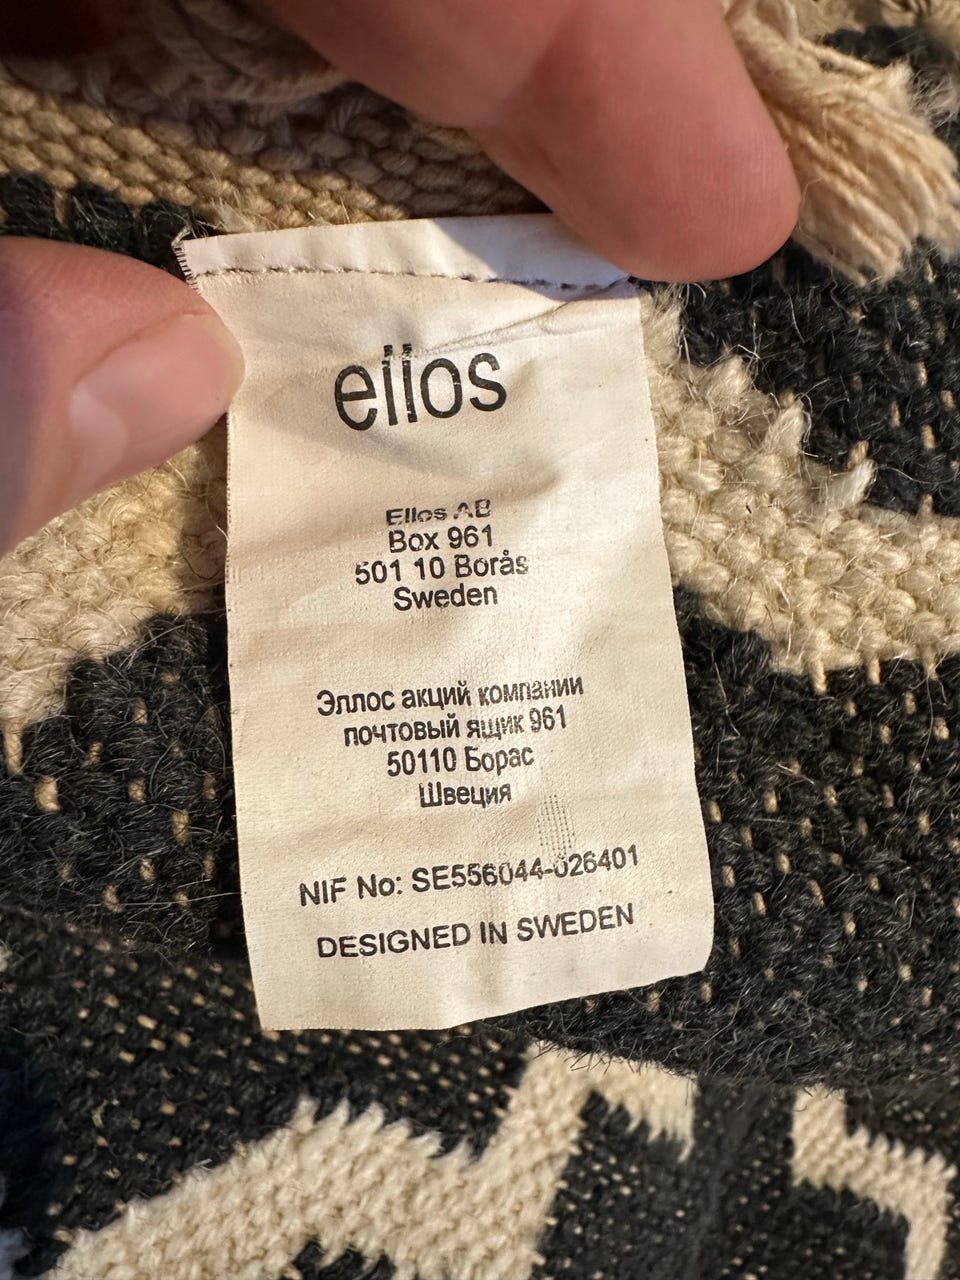 ellos
Ellos AB
Box 961
501 10 Borås
Sweden
Эллос акций компании
почтовый ящик 961
50110 Борас
Швеция
NIF No: SE556044-026401
DESIGNED IN SWEDEN